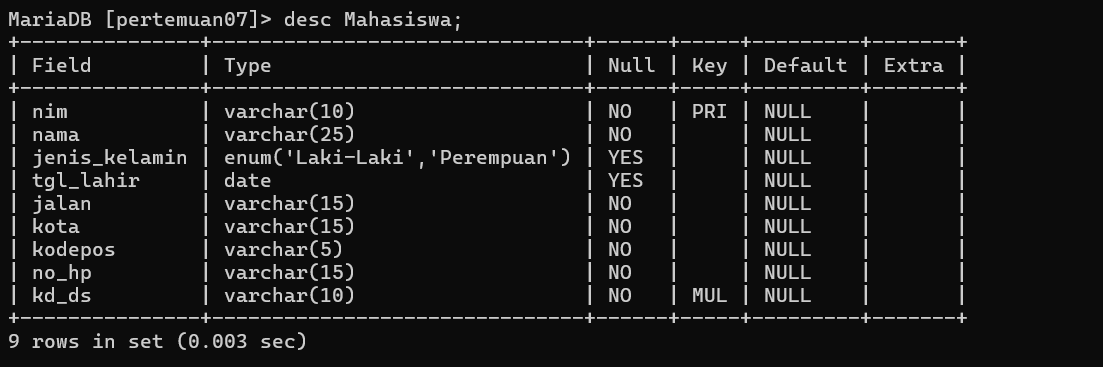 MariaDB [pertemuan07]> desc Mahasiswa;
+---------------+-------------------------------+------+-----+---------+-------+
| Field         | Type                          | Null | Key | Default | Extra |
+---------------+-------------------------------+------+-----+---------+-------+
| nim           | varchar(10)                   | NO   | PRI | NULL    |       |
| nama          | varchar(25)                   | NO   |     | NULL    |       |
| jenis_kelamin | enum('Laki-Laki','Perempuan') | YES  |     | NULL    |       |
| tgl_lahir     | date                          | YES  |     | NULL    |       |
| jalan         | varchar(15)                   | NO   |     | NULL    |       |
| kota          | varchar(15)                   | NO   |     | NULL    |       |
| kodepos       | varchar(5)                    | NO   |     | NULL    |       |
| no_hp         | varchar(15)                   | NO   |     | NULL    |       |
| kd_ds         | varchar(10)                   | NO   | MUL | NULL    |       |
+---------------+-------------------------------+------+-----+---------+-------+
9 rows in set (0.003 sec)